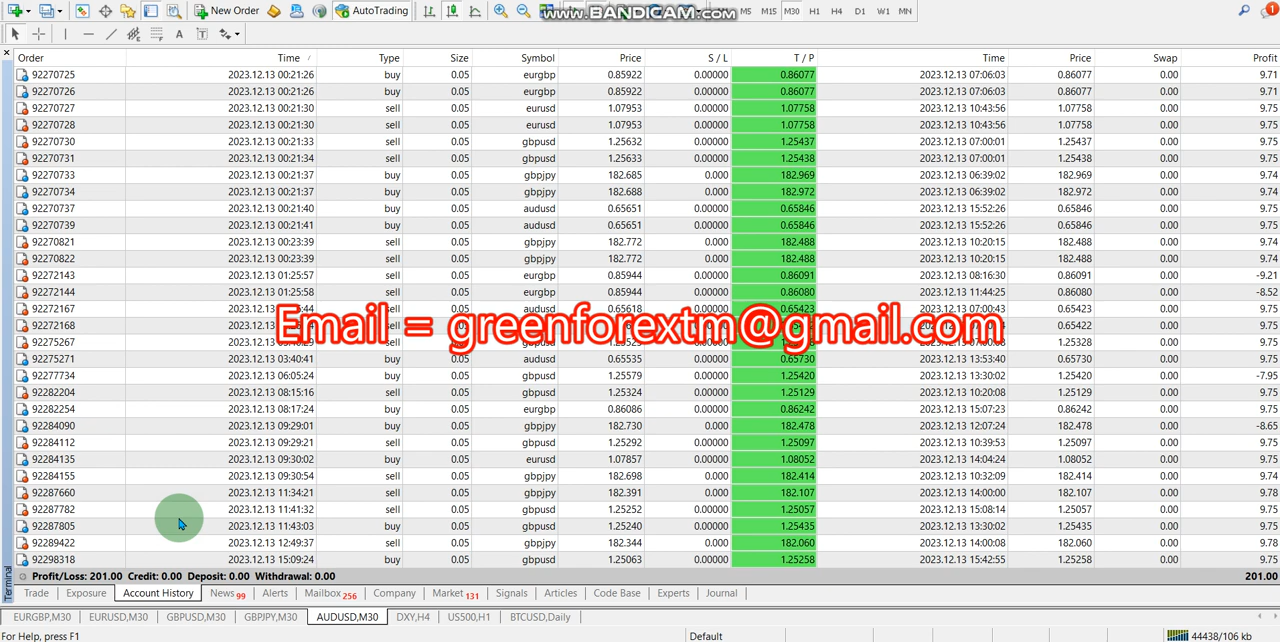 New Order AutoTrading www.BANDICAM.com M5 M15 M30 H1 H4 D1 W1 MN 1
Order Time / Type Size Symbol Price S / L T / P Time Price Swap Profit
92270725 2023.12.13 00:21:26 buy 0.05 eurgbp 0.85922 0.00000 0.86077 2023.12.13 07:06:03 0.86077 0.00 9.71
92270726 2023.12.13 00:21:26 buy 0.05 eurgbp 0.85922 0.00000 0.86077 2023.12.13 07:06:03 0.86077 0.00 9.71
92270727 2023.12.13 00:21:30 sell 0.05 eurusd 1.07953 0.00000 1.07758 2023.12.13 10:43:56 1.07758 0.00 9.75
92270728 2023.12.13 00:21:30 sell 0.05 eurusd 1.07953 0.00000 1.07758 2023.12.13 10:43:56 1.07758 0.00 9.75
92270730 2023.12.13 00:21:33 sell 0.05 gbpusd 1.25632 0.00000 1.25437 2023.12.13 07:00:01 1.25437 0.00 9.75
92270731 2023.12.13 00:21:34 sell 0.05 gbpusd 1.25633 0.00000 1.25438 2023.12.13 07:00:01 1.25438 0.00 9.75
92270733 2023.12.13 00:21:37 buy 0.05 gbpjpy 182.685 0.000 182.969 2023.12.13 06:39:02 182.969 0.00 9.74
92270734 2023.12.13 00:21:37 buy 0.05 gbpjpy 182.688 0.000 182.972 2023.12.13 06:39:02 182.972 0.00 9.74
92270737 2023.12.13 00:21:40 buy 0.05 audusd 0.65651 0.00000 0.65846 2023.12.13 15:52:26 0.65846 0.00 9.75
92270739 2023.12.13 00:21:41 buy 0.05 audusd 0.65651 0.00000 0.65846 2023.12.13 15:52:26 0.65846 0.00 9.75
92270821 2023.12.13 00:23:39 sell 0.05 gbpjpy 182.772 0.000 182.488 2023.12.13 10:20:15 182.488 0.00 9.74
92270822 2023.12.13 00:23:39 sell 0.05 gbpjpy 182.772 0.000 182.488 2023.12.13 10:20:15 182.488 0.00 9.74
92272143 2023.12.13 01:25:57 sell 0.05 eurgbp 0.85944 0.00000 0.86091 2023.12.13 08:16:30 0.86091 0.00 -9.21
92272144 2023.12.13 01:25:58 sell 0.05 eurgbp 0.85944 0.00000 0.86080 2023.12.13 11:44:25 0.86080 0.00 -8.52
92272167 sell 0.05 audusd 0.65618 0.00000 0.65423 2023.12.13 07:00:43 0.65423 0.00 9.75
92272168 0.65422 0.00 9.75
92275267 1.25328 0.00 9.75
Email = greenforextm@gmail.com
92275271 2023.12.13 03:40:41 buy 0.05 audusd 0.65535 0.00000 0.65730 2023.12.13 13:53:40 0.65730 0.00 9.75
92277734 2023.12.13 06:05:24 buy 0.05 gbpusd 1.25579 0.00000 1.25420 2023.12.13 13:30:02 1.25420 0.00 -7.95
92282204 2023.12.13 08:15:16 sell 0.05 gbpusd 1.25324 0.00000 1.25129 2023.12.13 10:20:08 1.25129 0.00 9.75
92282254 2023.12.13 08:17:24 buy 0.05 eurgbp 0.86086 0.00000 0.86242 2023.12.13 15:07:23 0.86242 0.00 9.75
92284090 2023.12.13 09:29:01 buy 0.05 gbpjpy 182.730 0.000 182.478 2023.12.13 12:07:24 182.478 0.00 -8.65
92284112 2023.12.13 09:29:21 sell 0.05 gbpusd 1.25292 0.00000 1.25097 2023.12.13 10:39:53 1.25097 0.00 9.75
92284135 2023.12.13 09:30:02 buy 0.05 eurusd 1.07857 0.00000 1.08052 2023.12.13 14:04:24 1.08052 0.00 9.75
92284155 2023.12.13 09:30:54 sell 0.05 gbpjpy 182.698 0.000 182.414 2023.12.13 10:32:09 182.414 0.00 9.74
92287660 2023.12.13 11:34:21 sell 0.05 gbpjpy 182.391 0.000 182.107 2023.12.13 14:00:00 182.107 0.00 9.78
92287782 2023.12.13 11:41:32 sell 0.05 gbpusd 1.25252 0.00000 1.25057 2023.12.13 15:08:14 1.25057 0.00 9.75
92287805 2023.12.13 11:43:03 buy 0.05 gbpusd 1.25240 0.00000 1.25435 2023.12.13 13:30:02 1.25435 0.00 9.75
92289422 2023.12.13 12:49:37 sell 0.05 gbpjpy 182.344 0.000 182.060 2023.12.13 14:00:08 182.060 0.00 9.78
92298318 2023.12.13 15:09:24 buy 0.05 gbpusd 1.25063 0.00000 1.25258 2023.12.13 15:42:55 1.25258 0.00 9.75
Profit/Loss: 201.00 Credit: 0.00 Deposit: 0.00 Withdrawal: 0.00 201.00
Terminal
Trade Exposure Account History News 99 Alerts Mailbox 256 Company Market 131 Signals Articles Code Base Experts Journal
EURGBP,M30 EURUSD,M30 GBPUSD,M30 GBPJPY,M30 AUDUSD,M30 DXY,H4 US500,H1 BTCUSD,Daily
For Help, press F1 Default 44438/106 kb